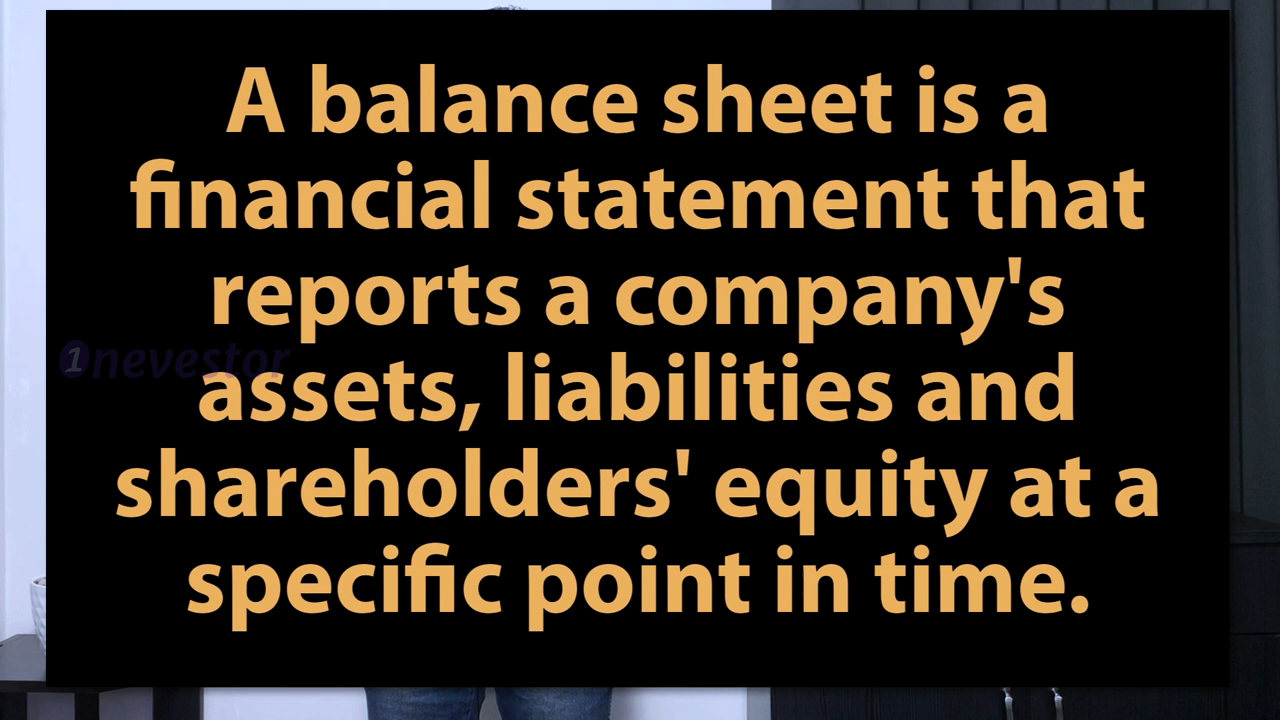 A balance sheet is a
financial statement that
reports a company's
1nevestor
assets, liabilities and
shareholders' equity at a
specific point in time.